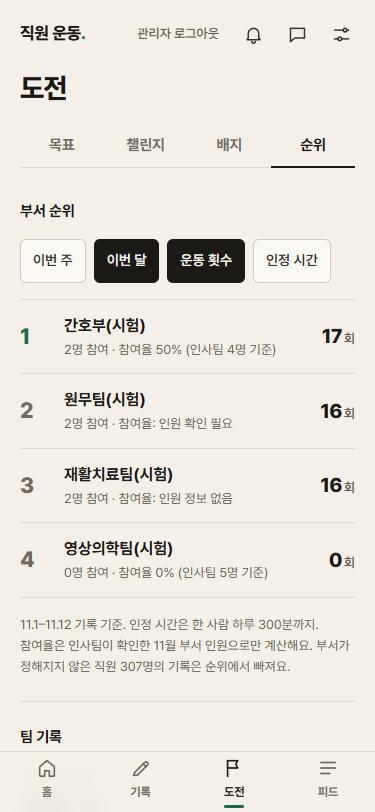 직원 운동.
관리자 로그아웃
도전
목표 챌린지 배지 순위
부서 순위
이번 주 이번 달 운동 횟수 인정 시간
1 간호부(시험) 17회
2명 참여 · 참여율 50% (인사팀 4명 기준)
2 원무팀(시험) 16회
2명 참여 · 참여율: 인원 확인 필요
3 재활치료팀(시험) 16회
2명 참여 · 참여율: 인원 정보 없음
4 영상의학팀(시험) 0회
0명 참여 · 참여율 0% (인사팀 5명 기준)
11.1–11.12 기록 기준. 인정 시간은 한 사람 하루 300분까지.
참여율은 인사팀이 확인한 11월 부서 인원으로만 계산해요. 부서가
정해지지 않은 직원 307명의 기록은 순위에서 빠져요.
팀 기록
홈 기록 도전 피드